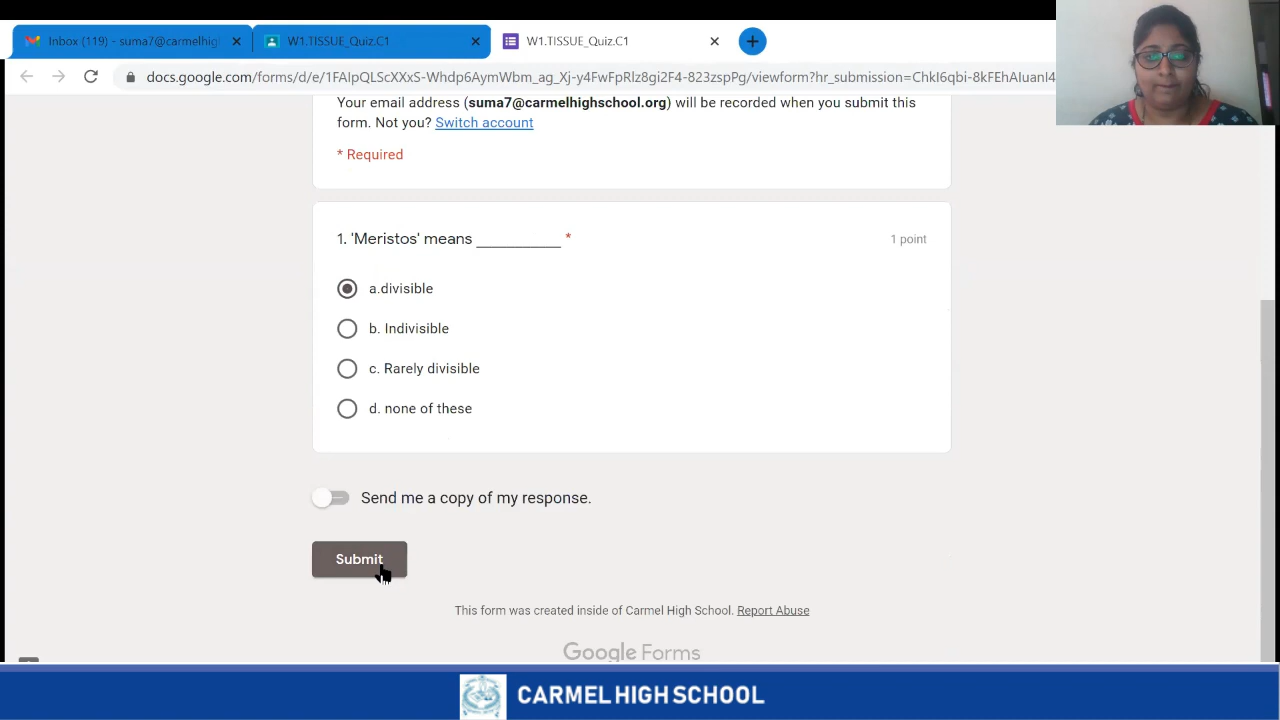 Inbox (119) - suma7@carmelhig
W1.TISSUE_Quiz.C1
W1.TISSUE_Quiz.C1
docs.google.com/forms/d/e/1FAIpQLScXXxS-Whdp6AymWbm_ag_Xj-y4FwFpRIz8gi2F4-823zspPg/viewform?hr_submission=ChkI6qbi-8kFEhAIuanI4
Your email address (suma7@carmelhighschool.org) will be recorded when you submit this
form. Not you? Switch account
* Required
1. 'Meristos' means __________ *
1 point
a.divisible
b. Indivisible
c. Rarely divisible
d. none of these
Send me a copy of my response.
Submit
This form was created inside of Carmel High School. Report Abuse
Google Forms
CARMEL HIGH SCHOOL